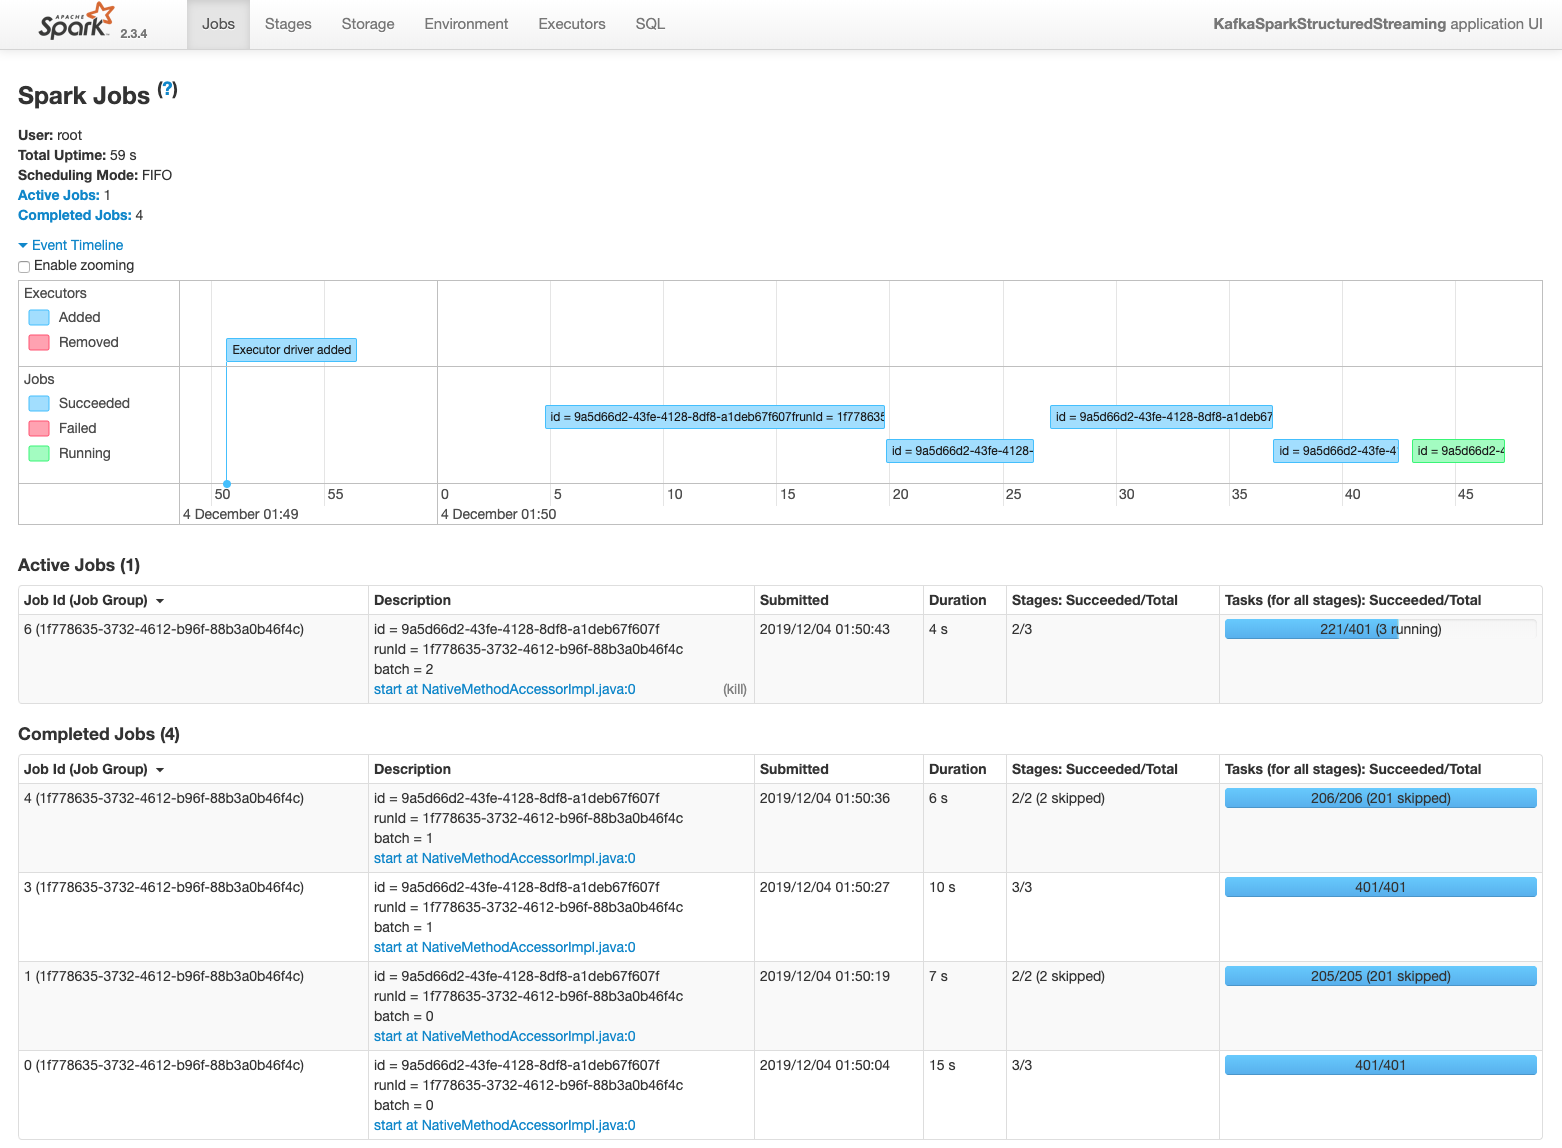 APACHE Spark 2.3.4 Jobs Stages Storage Environment Executors SQL KafkaSparkStructuredStreaming application UI
Spark Jobs (?)
User: root
Total Uptime: 59 s
Scheduling Mode: FIFO
Active Jobs: 1
Completed Jobs: 4
Event Timeline
Enable zooming
Executors
Added
Removed
Executor driver added
Jobs
Succeeded
Failed
Running
id = 9a5d66d2-43fe-4128-8df8-a1deb67f607frunId = 1f778635
id = 9a5d66d2-43fe-4128-8df8-a1deb67
id = 9a5d66d2-43fe-4128-
id = 9a5d66d2-43fe-4
id = 9a5d66d2-4
50 55 0 5 10 15 20 25 30 35 40 45
4 December 01:49 4 December 01:50
Active Jobs (1)
Job Id (Job Group) Description Submitted Duration Stages: Succeeded/Total Tasks (for all stages): Succeeded/Total
6 (1f778635-3732-4612-b96f-88b3a0b46f4c) id = 9a5d66d2-43fe-4128-8df8-a1deb67f607f 2019/12/04 01:50:43 4 s 2/3 221/401 (3 running)
runId = 1f778635-3732-4612-b96f-88b3a0b46f4c
batch = 2
start at NativeMethodAccessorImpl.java:0 (kill)
Completed Jobs (4)
Job Id (Job Group) Description Submitted Duration Stages: Succeeded/Total Tasks (for all stages): Succeeded/Total
4 (1f778635-3732-4612-b96f-88b3a0b46f4c) id = 9a5d66d2-43fe-4128-8df8-a1deb67f607f 2019/12/04 01:50:36 6 s 2/2 (2 skipped) 206/206 (201 skipped)
runId = 1f778635-3732-4612-b96f-88b3a0b46f4c
batch = 1
start at NativeMethodAccessorImpl.java:0
3 (1f778635-3732-4612-b96f-88b3a0b46f4c) id = 9a5d66d2-43fe-4128-8df8-a1deb67f607f 2019/12/04 01:50:27 10 s 3/3 401/401
runId = 1f778635-3732-4612-b96f-88b3a0b46f4c
batch = 1
start at NativeMethodAccessorImpl.java:0
1 (1f778635-3732-4612-b96f-88b3a0b46f4c) id = 9a5d66d2-43fe-4128-8df8-a1deb67f607f 2019/12/04 01:50:19 7 s 2/2 (2 skipped) 205/205 (201 skipped)
runId = 1f778635-3732-4612-b96f-88b3a0b46f4c
batch = 0
start at NativeMethodAccessorImpl.java:0
0 (1f778635-3732-4612-b96f-88b3a0b46f4c) id = 9a5d66d2-43fe-4128-8df8-a1deb67f607f 2019/12/04 01:50:04 15 s 3/3 401/401
runId = 1f778635-3732-4612-b96f-88b3a0b46f4c
batch = 0
start at NativeMethodAccessorImpl.java:0